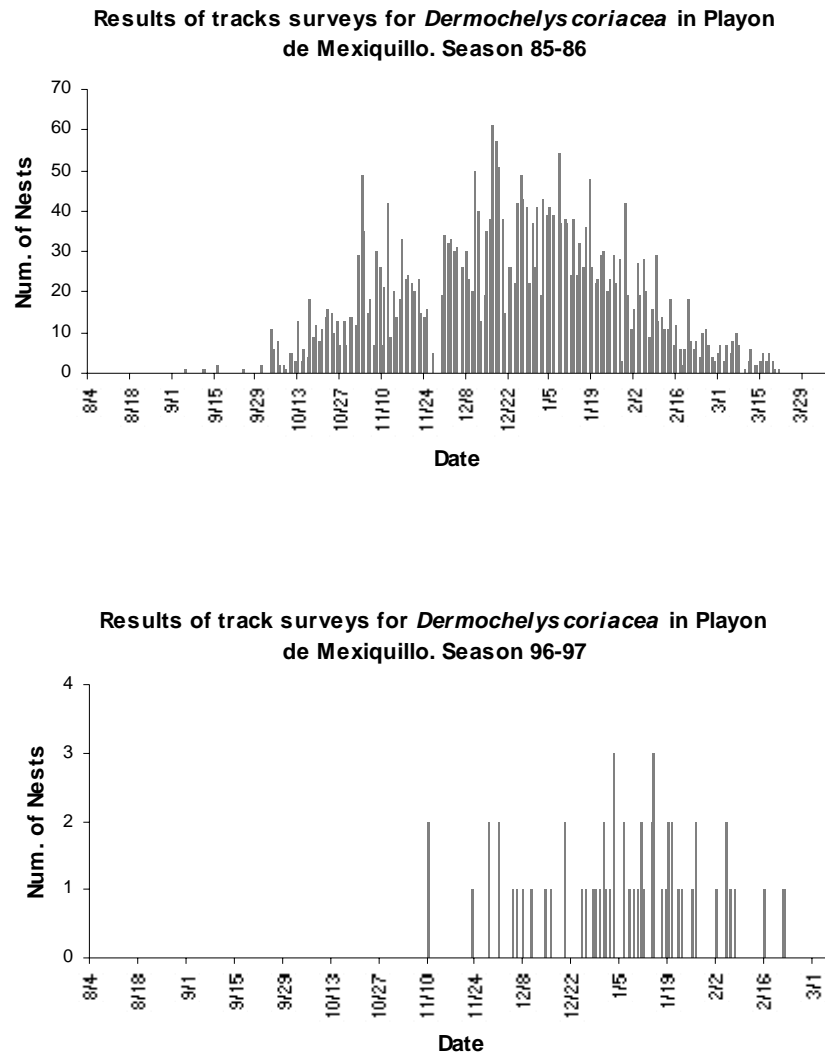 Results of tracks surveys for Dermochelys coriacea in Playon
de Mexiquillo. Season 85-86
70
60
50
40
30
20
10
0
Num. of Nests
8/4 8/18 9/1 9/15 9/29 10/13 10/27 11/10 11/24 12/8 12/22 1/5 1/19 2/2 2/16 3/1 3/15 3/29
Date
Results of track surveys for Dermochelys coriacea in Playon
de Mexiquillo. Season 96-97
4
3
2
1
0
Num. of Nests
8/4 8/18 9/1 9/15 9/29 10/13 10/27 11/10 11/24 12/8 12/22 1/5 1/19 2/2 2/16 3/1
Date